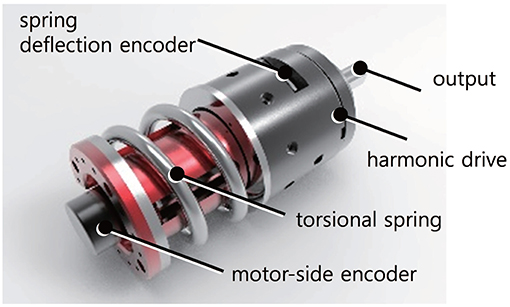 spring
deflection encoder
output
harmonic drive
torsional spring
motor-side encoder